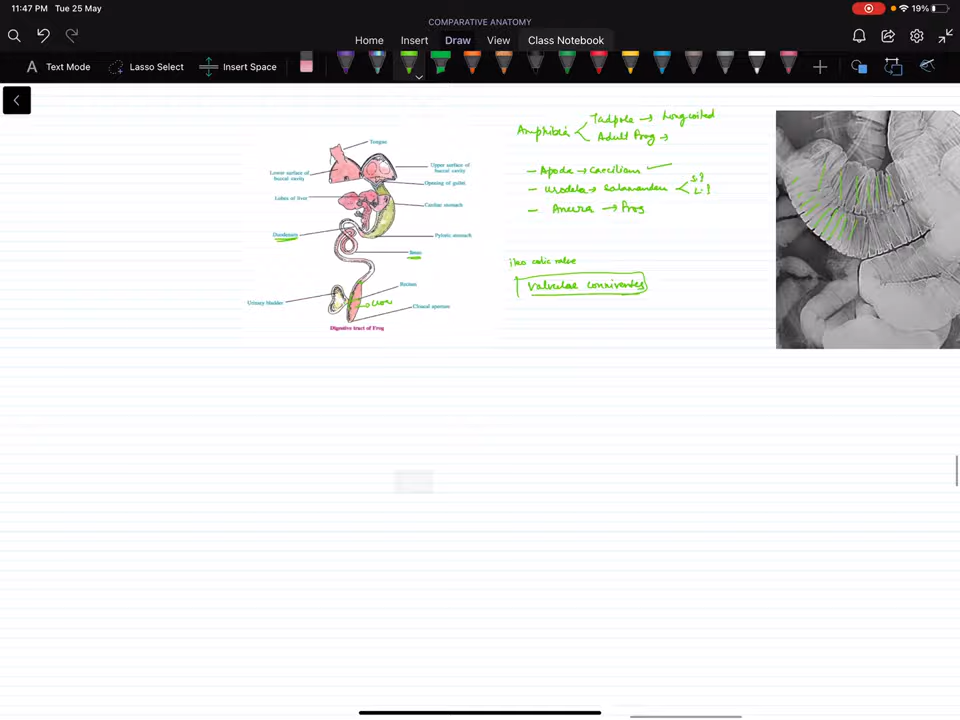 11:47 PM Tue 25 May
19%
COMPARATIVE ANATOMY
Home Insert Draw View Class Notebook
Text Mode Lasso Select Insert Space
Tongue
Lower surface of buccal cavity
Upper surface of buccal cavity
Opening of gullet
Lobes of liver
Cardiac stomach
Duodenum
Pyloric stomach
Ileum
Rectum
Urinary bladder
Cloacal aperture
Digestive tract of Frog
Amphibia
Tadpole → Long coiled
Adult Frog →
- Apoda → caecilians
- Urodela → Salamander
S.?
L.?
- Anura → Frog
ileo colic valve
Valvulae conniventes